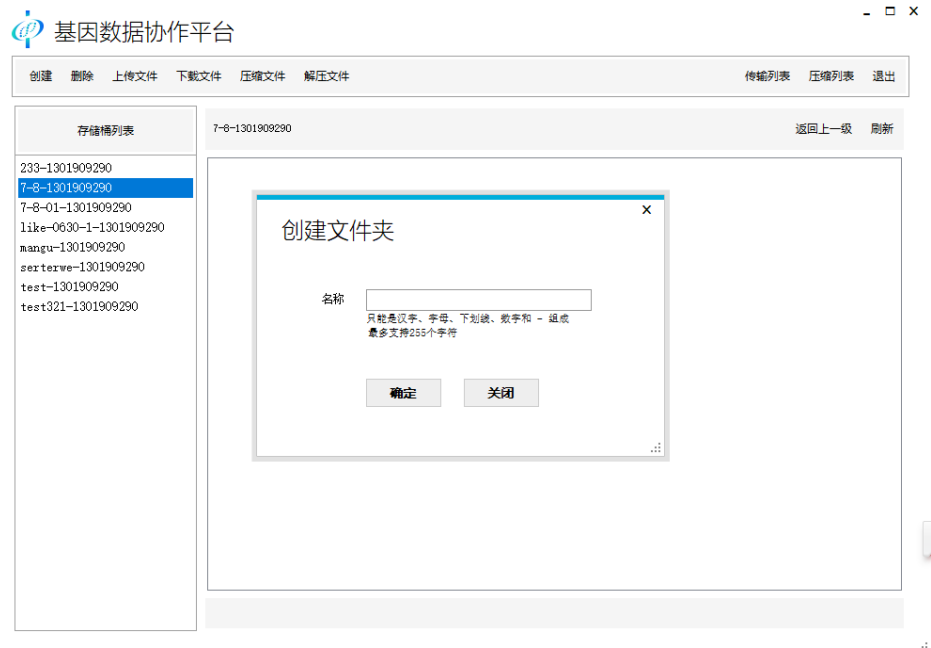 基因数据协作平台
创建 删除 上传文件 下载文件 压缩文件 解压文件 传输列表 压缩列表 退出
存储桶列表
7-8-1301909290 返回上一级 刷新
233-1301909290
7-8-1301909290
7-8-01-1301909290
like-0630-1-1301909290
mangu-1301909290
serterwe-1301909290
test-1301909290
test321-1301909290
创建文件夹
名称
只能是汉字、字母、下划线、数字和 - 组成
最多支持255个字符
确定 关闭